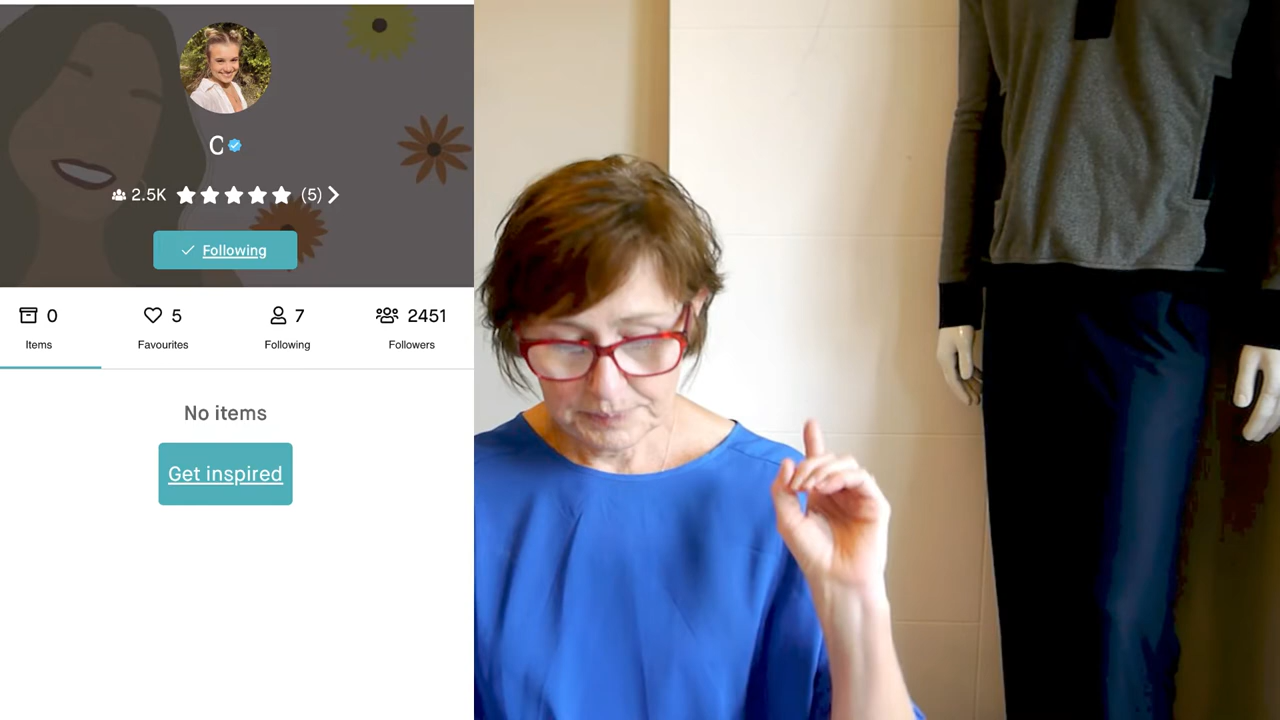 C
2.5K (5)
Following
0 5 7 2451
Items Favourites Following Followers
No items
Get inspired